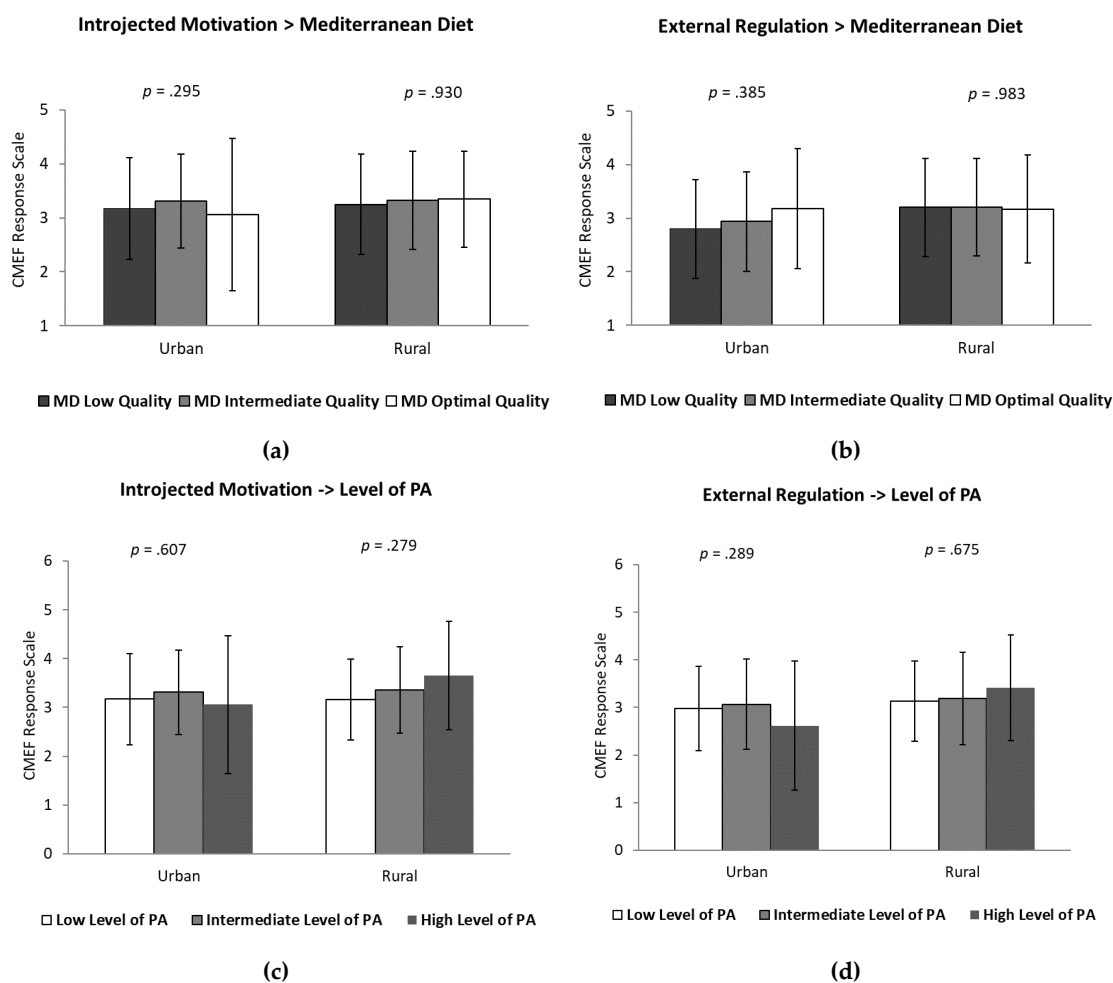 Introjected Motivation > Mediterranean Diet
p = .295
p = .930
CMEF Response Scale
5
4
3
2
1
Urban
Rural
MD Low Quality MD Intermediate Quality MD Optimal Quality
(a)
External Regulation > Mediterranean Diet
p = .385
p = .983
CMEF Response Scale
5
4
3
2
1
Urban
Rural
MD Low Quality MD Intermediate Quality MD Optimal Quality
(b)
Introjected Motivation -> Level of PA
p = .607
p = .279
CMEF Response Scale
6
5
4
3
2
1
0
Urban
Rural
Low Level of PA Intermediate Level of PA High Level of PA
(c)
External Regulation -> Level of PA
p = .289
p = .675
CMEF Response Scale
6
5
4
3
2
1
0
Urban
Rural
Low Level of PA Intermediate Level of PA High Level of PA
(d)